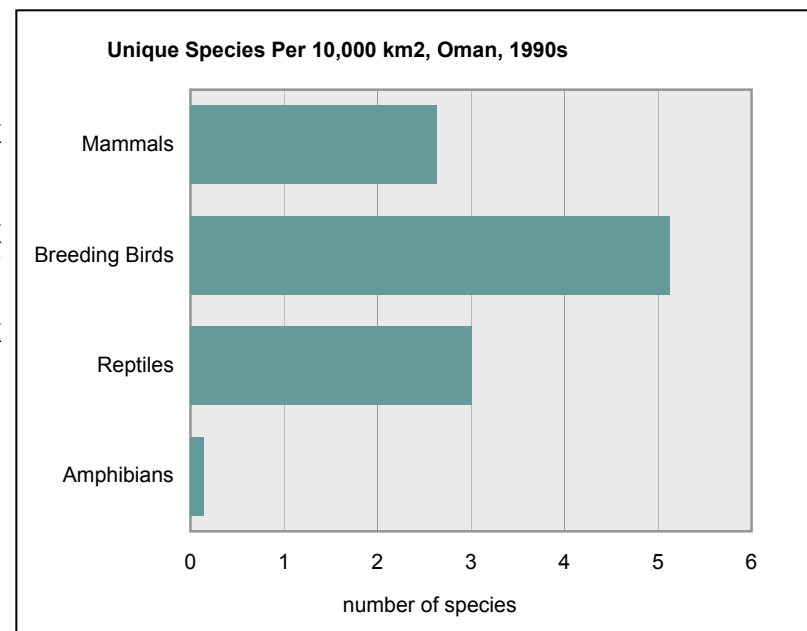 Unique Species Per 10,000 km2, Oman, 1990s
Mammals
Breeding Birds
Reptiles
Amphibians
0 1 2 3 4 5 6
number of species